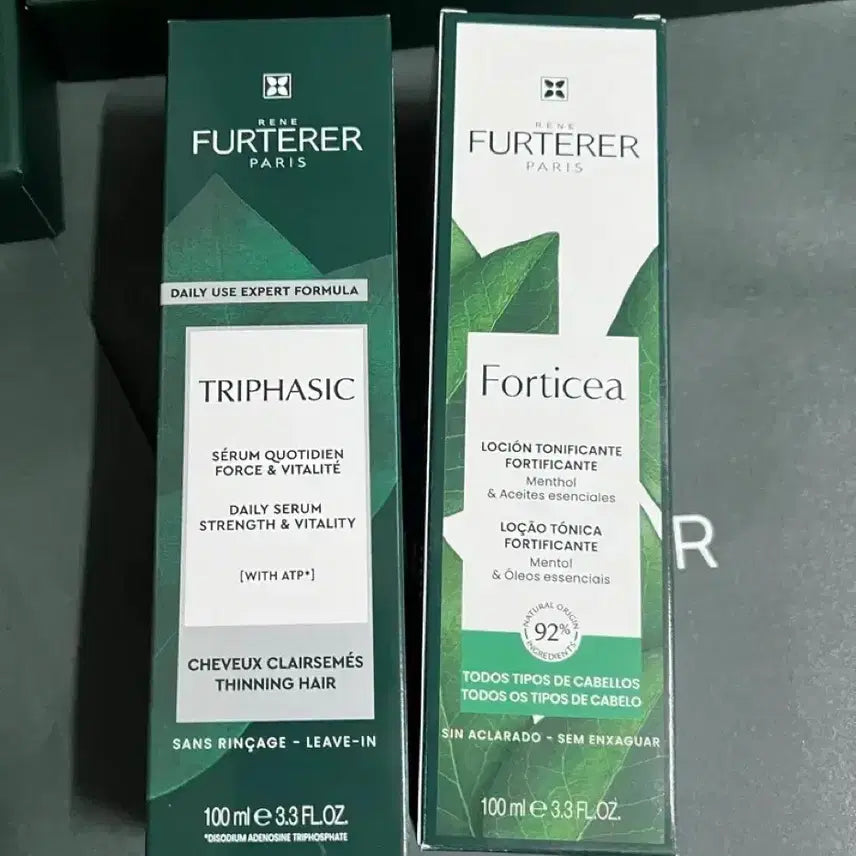 RENE
FURTERER
PARIS
DAILY USE EXPERT FORMULA
TRIPHASIC
SÉRUM QUOTIDIEN
FORCE & VITALITÉ
DAILY SERUM
STRENGTH & VITALITY
[WITH ATP*]
CHEVEUX CLAIRSEMÉS
THINNING HAIR
SANS RINÇAGE - LEAVE-IN
100 ml e 3.3 FL.OZ.
*DISODIUM ADENOSINE TRIPHOSPHATE
RENE
FURTERER
PARIS
Forticea
LOCIÓN TONIFICANTE
FORTIFICANTE
Menthol
& Aceites esenciales
LOÇÃO TÓNICA
FORTIFICANTE
Mentol
& Óleos essenciais
NATURAL ORIGIN
92%
INGREDIENTS
TODOS TIPOS DE CABELLOS
TODOS OS TIPOS DE CABELO
SIN ACLARADO - SEM ENXAGUAR
100 ml e 3.3 FL.OZ.
R